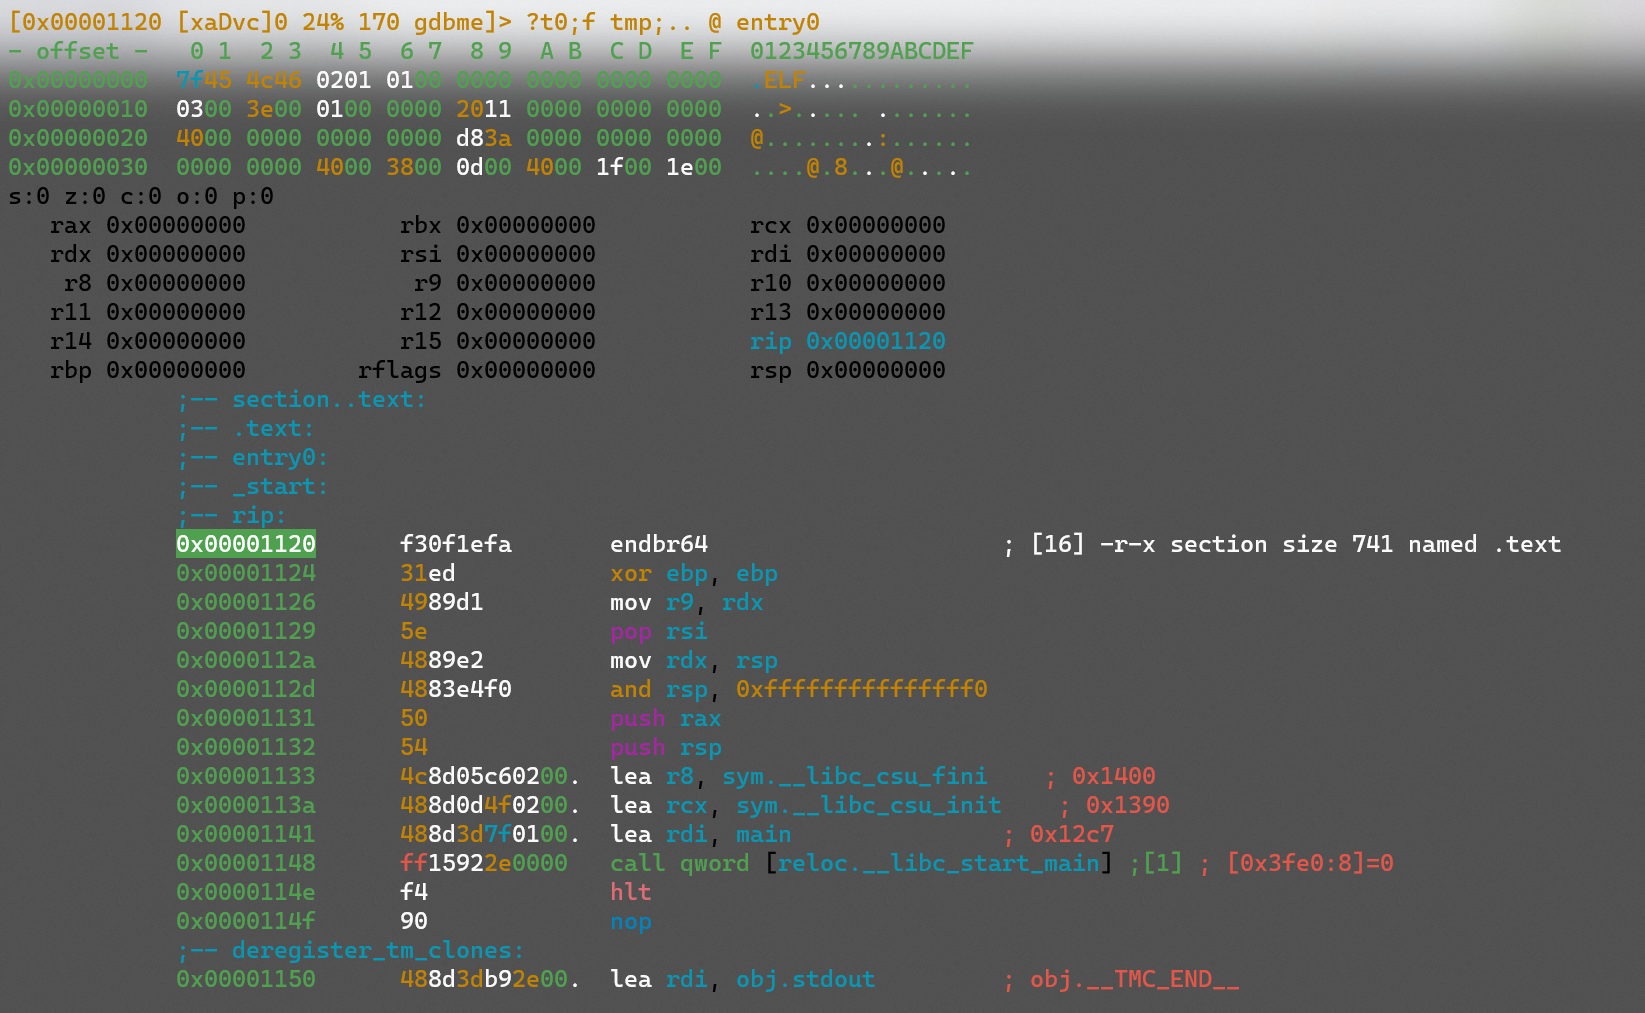 [0x00001120 [xaDvc]0 24% 170 gdbme]> ?t0;f tmp;.. @ entry0
- offset -   0 1  2 3  4 5  6 7  8 9  A B  C D  E F  0123456789ABCDEF
0x00000000  7f45 4c46 0201 0100 0000 0000 0000 0000  .ELF............
0x00000010  0300 3e00 0100 0000 2011 0000 0000 0000  ..>..... .......
0x00000020  4000 0000 0000 0000 d83a 0000 0000 0000  @........:......
0x00000030  0000 0000 4000 3800 0d00 4000 1f00 1e00  ....@.8...@.....
s:0 z:0 c:0 o:0 p:0
rax 0x00000000           rbx 0x00000000           rcx 0x00000000
rdx 0x00000000           rsi 0x00000000           rdi 0x00000000
r8 0x00000000            r9 0x00000000           r10 0x00000000
r11 0x00000000           r12 0x00000000           r13 0x00000000
r14 0x00000000           r15 0x00000000           rip 0x00001120
rbp 0x00000000        rflags 0x00000000           rsp 0x00000000
;-- section..text:
;-- .text:
;-- entry0:
;-- _start:
;-- rip:
0x00001120      f30f1efa       endbr64                     ; [16] -r-x section size 741 named .text
0x00001124      31ed           xor ebp, ebp
0x00001126      4989d1         mov r9, rdx
0x00001129      5e             pop rsi
0x0000112a      4889e2         mov rdx, rsp
0x0000112d      4883e4f0       and rsp, 0xfffffffffffffff0
0x00001131      50             push rax
0x00001132      54             push rsp
0x00001133      4c8d05c60200.  lea r8, sym.__libc_csu_fini    ; 0x1400
0x0000113a      488d0d4f0200.  lea rcx, sym.__libc_csu_init    ; 0x1390
0x00001141      488d3d7f0100.  lea rdi, main               ; 0x12c7
0x00001148      ff15922e0000   call qword [reloc.__libc_start_main] ;[1] ; [0x3fe0:8]=0
0x0000114e      f4             hlt
0x0000114f      90             nop
;-- deregister_tm_clones:
0x00001150      488d3db92e00.  lea rdi, obj.stdout         ; obj.__TMC_END__